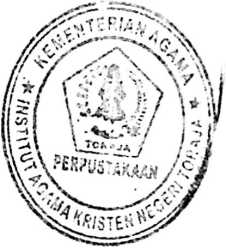 KEMENTERIAN AGAMA
TORAJA
PERPUSTAKAAN
INSTITUT AGAMA KRISTEN NEGERI TORAJA